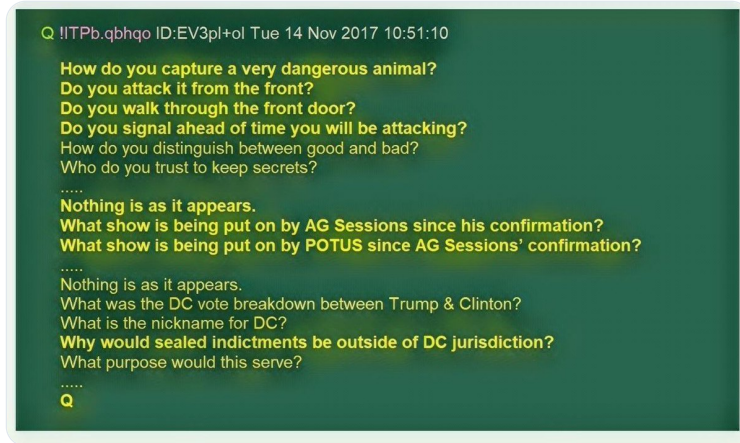 Q !ITPb.qbhqo ID:EV3pl+ol Tue 14 Nov 2017 10:51:10
How do you capture a very dangerous animal?
Do you attack it from the front?
Do you walk through the front door?
Do you signal ahead of time you will be attacking?
How do you distinguish between good and bad?
Who do you trust to keep secrets?
.....
Nothing is as it appears.
What show is being put on by AG Sessions since his confirmation?
What show is being put on by POTUS since AG Sessions’ confirmation?
.....
Nothing is as it appears.
What was the DC vote breakdown between Trump & Clinton?
What is the nickname for DC?
Why would sealed indictments be outside of DC jurisdiction?
What purpose would this serve?
.....
Q